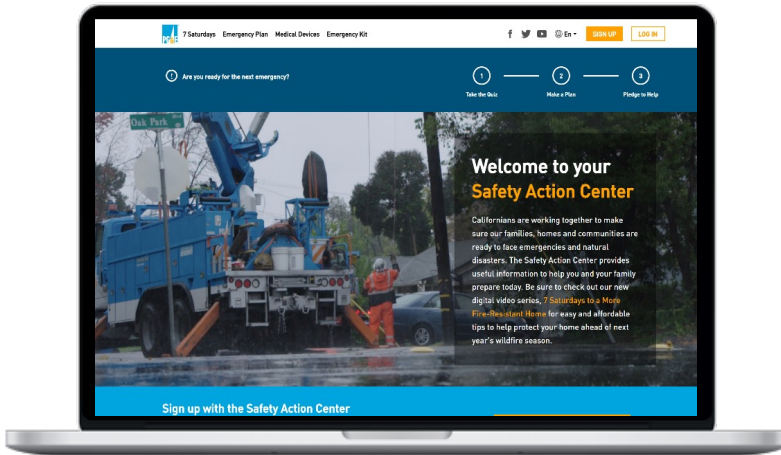 PG&E
7 Saturdays Emergency Plan Medical Devices Emergency Kit En SIGN UP LOG IN
Are you ready for the next emergency?
1 2 3
Take the Quiz Make a Plan Pledge to Help
Oak Park Blvd
Welcome to your
Safety Action Center
Californians are working together to make
sure our families, homes and communities are
ready to face emergencies and natural
disasters. The Safety Action Center provides
useful information to help you and your family
prepare today. Be sure to check out our new
digital video series, 7 Saturdays to a More
Fire-Resistant Home for easy and affordable
tips to help protect your home ahead of next
year's wildfire season.
Sign up with the Safety Action Center